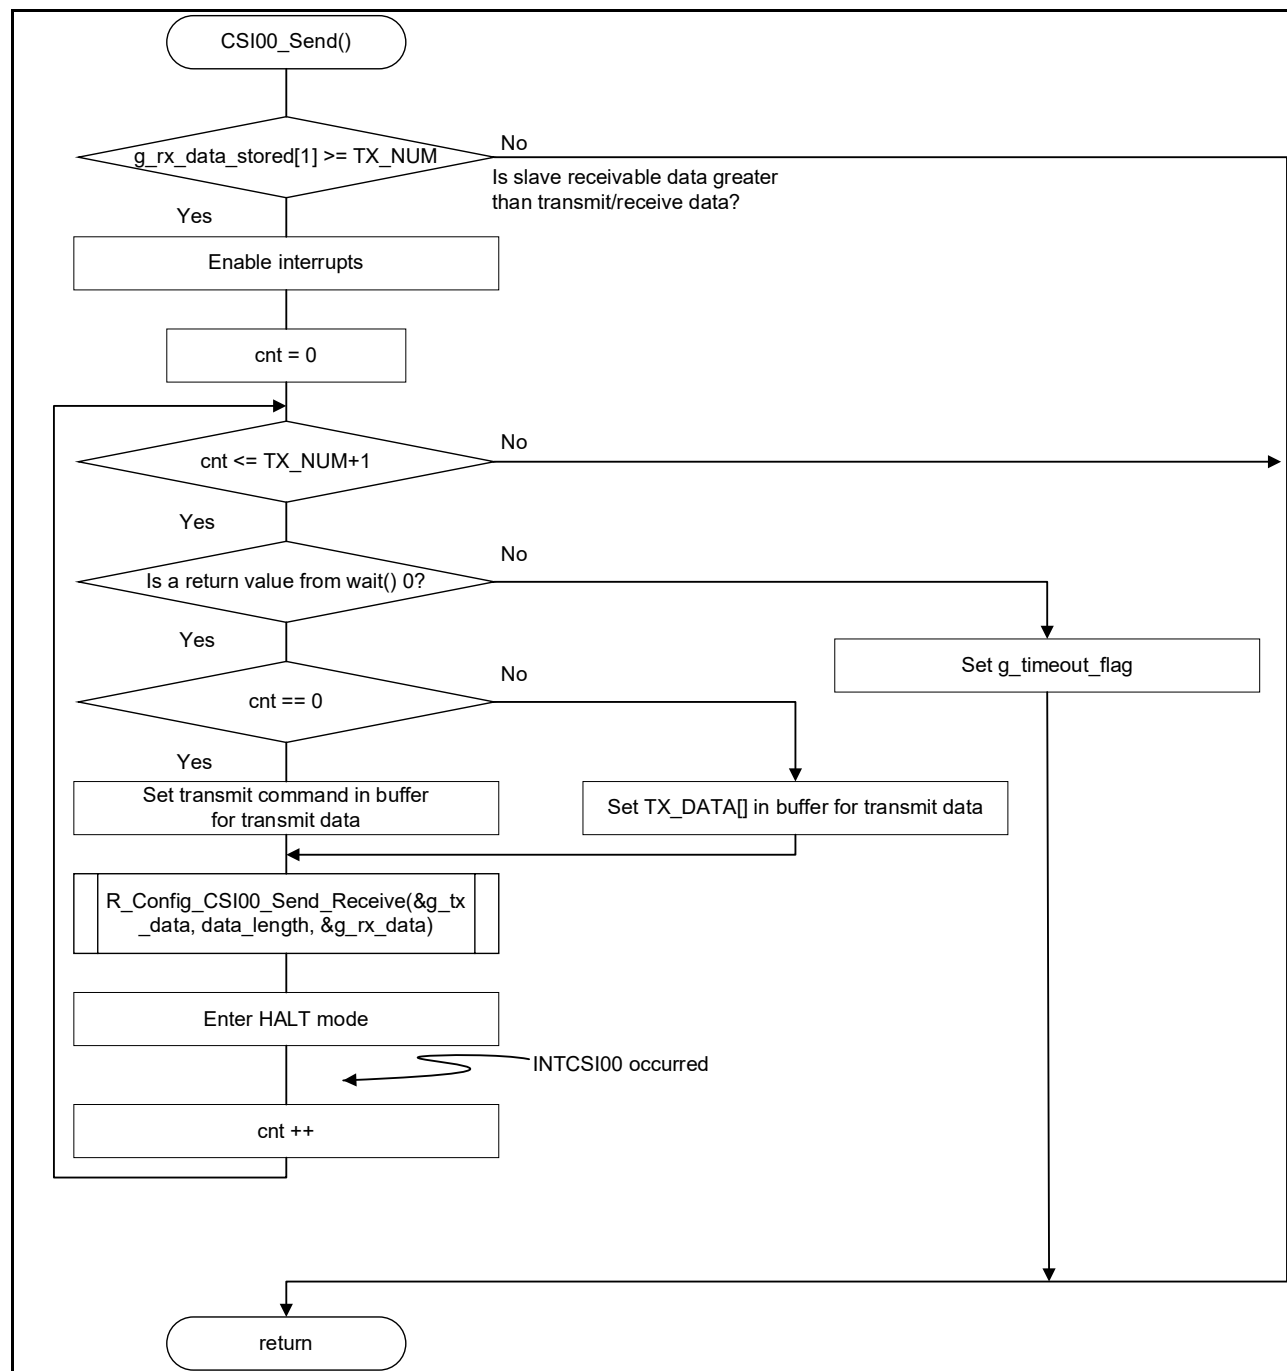 CSI00_Send()
g_rx_data_stored[1] >= TX_NUM
No
Is slave receivable data greater
than transmit/receive data?
Yes
Enable interrupts
cnt = 0
cnt <= TX_NUM+1
No
Yes
Is a return value from wait() 0?
No
Yes
Set g_timeout_flag
cnt == 0
No
Yes
Set transmit command in buffer
for transmit data
Set TX_DATA[] in buffer for transmit data
R_Config_CSI00_Send_Receive(&g_tx
_data, data_length, &g_rx_data)
Enter HALT mode
INTCSI00 occurred
cnt ++
return